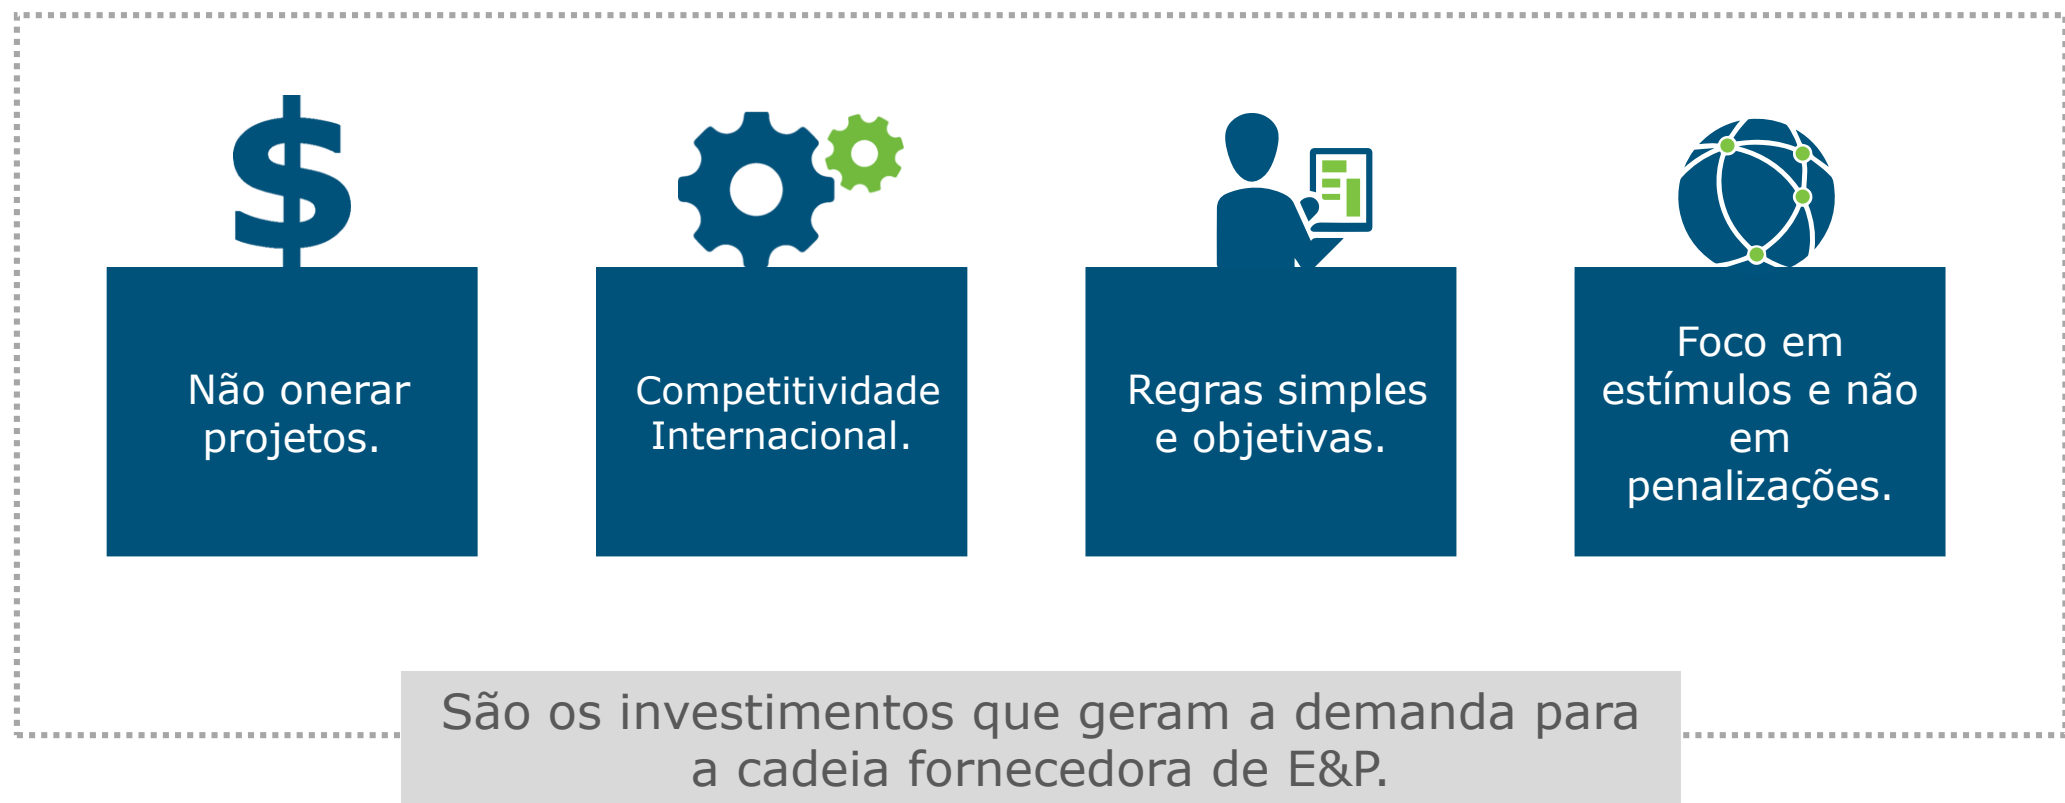 Não onerar
projetos.
Competitividade
Internacional.
Regras simples
e objetivas.
Foco em
estímulos e não
em
penalizações.
São os investimentos que geram a demanda para
a cadeia fornecedora de E&P.